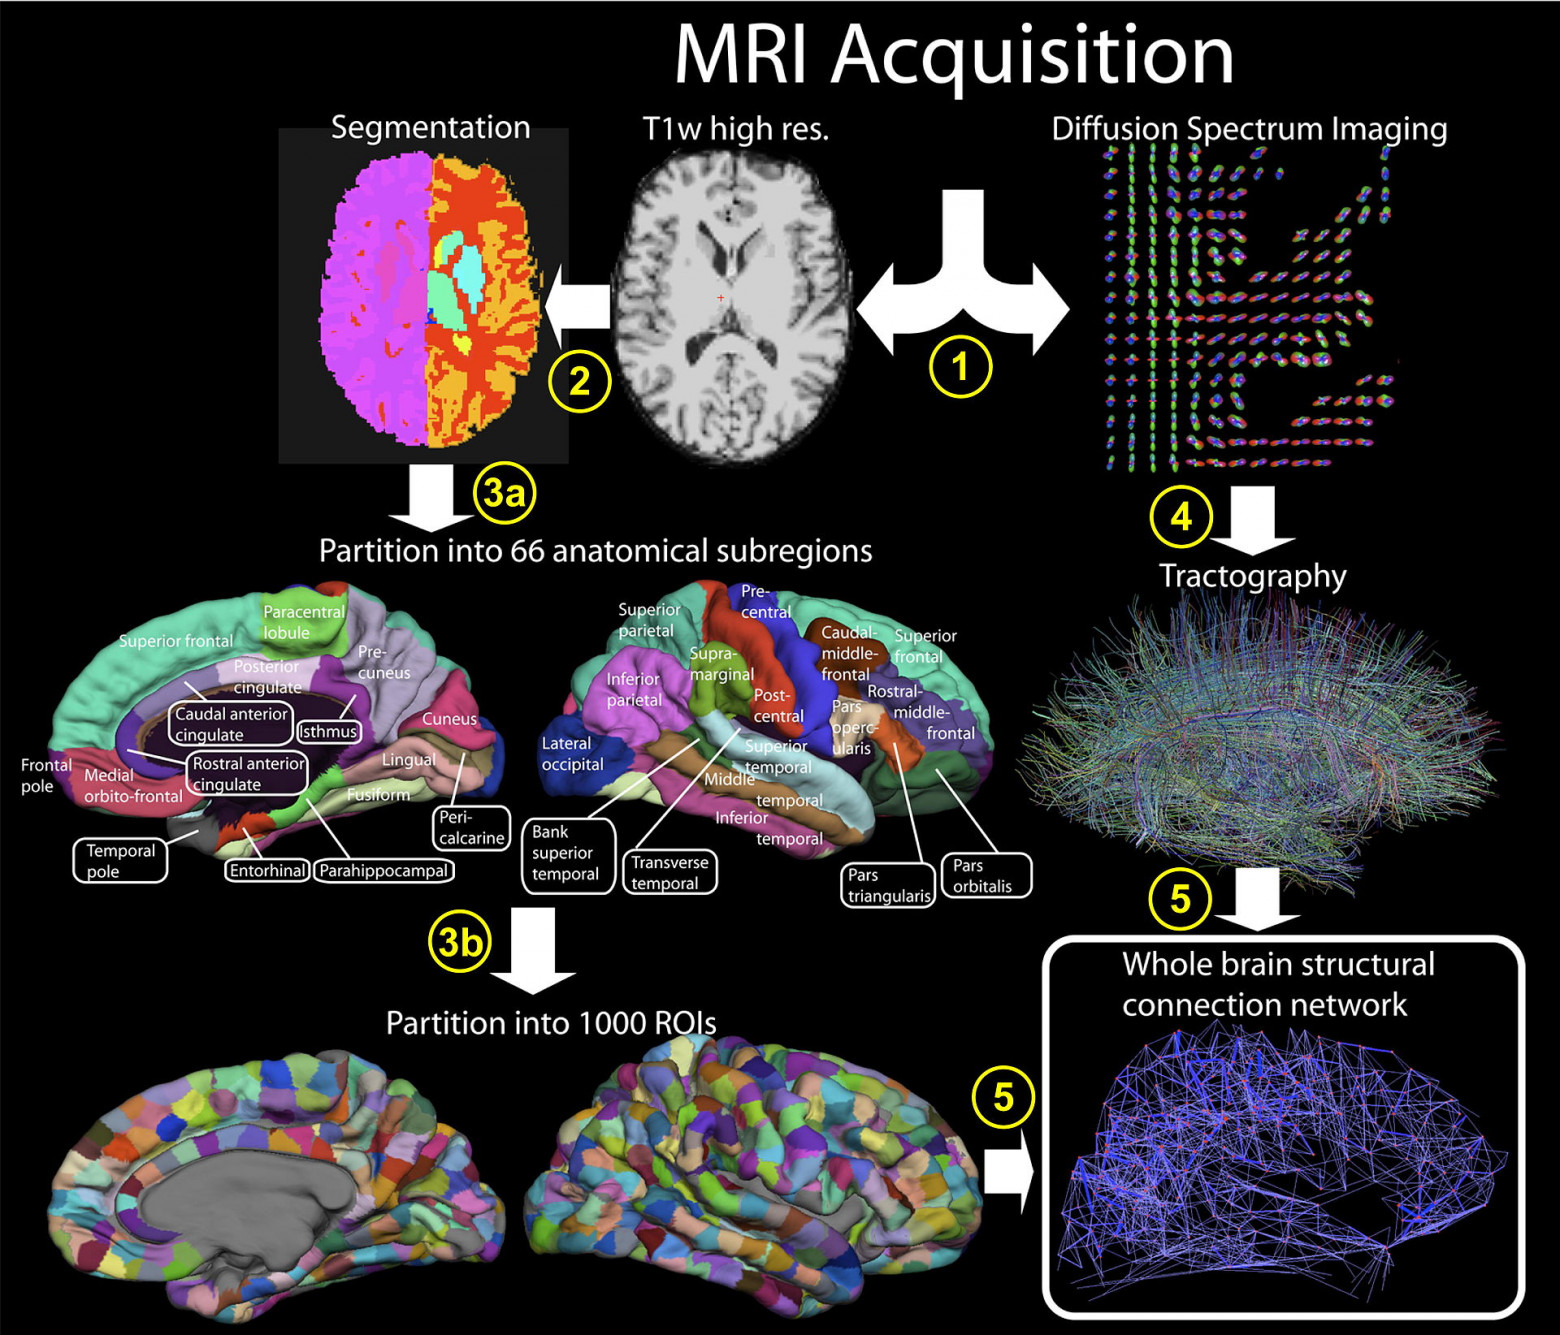 MRI Acquisition
Segmentation
T1w high res.
Diffusion Spectrum Imaging
1
2
3a
4
Partition into 66 anatomical subregions
Tractography
Paracentral
lobule
Superior frontal
Posterior
cingulate
Pre-
cuneus
Caudal anterior
cingulate
Isthmus
Cuneus
Rostral anterior
cingulate
Frontal
pole
Medial
orbito-frontal
Lingual
Fusiform
Peri-
calcarine
Temporal
pole
Entorhinal
Parahippocampal
Superior
parietal
Pre-
central
Caudal-
middle-
frontal
Superior
frontal
Supra-
marginal
Inferior
parietal
Post-
central
Rostral-
middle-
frontal
Pars
operc-
ularis
Lateral
occipital
Superior
temporal
Middle
temporal
Inferior
temporal
Bank
superior
temporal
Transverse
temporal
Pars
triangularis
Pars
orbitalis
3b
5
Partition into 1000 ROIs
5
Whole brain structural
connection network